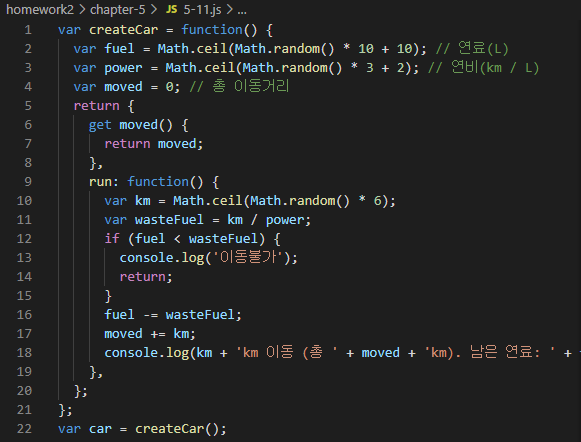 homework2 > chapter-5 > JS 5-11.js > ...
1 var createCar = function() {
2 var fuel = Math.ceil(Math.random() * 10 + 10); // 연료(L)
3 var power = Math.ceil(Math.random() * 3 + 2); // 연비(km / L)
4 var moved = 0; // 총 이동거리
5 return {
6 get moved() {
7 return moved;
8 },
9 run: function() {
10 var km = Math.ceil(Math.random() * 6);
11 var wasteFuel = km / power;
12 if (fuel < wasteFuel) {
13 console.log('이동불가');
14 return;
15 }
16 fuel -= wasteFuel;
17 moved += km;
18 console.log(km + 'km 이동 (총 ' + moved + 'km). 남은 연료: ' +
19 },
20 };
21 };
22 var car = createCar();